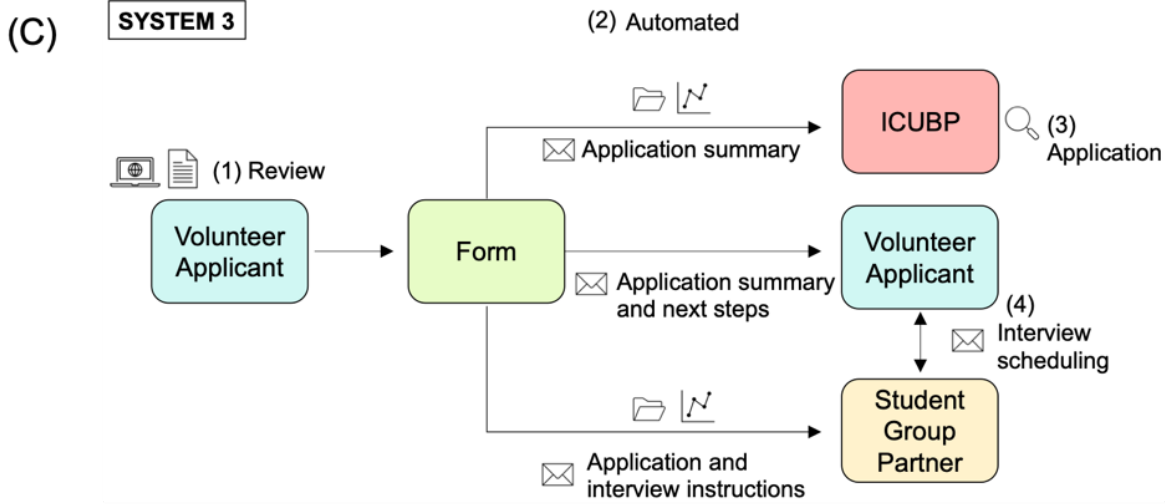 (C)
SYSTEM 3
(2) Automated
ICUBP
(3)
Application
Application summary
(1) Review
Volunteer
Applicant
Form
Volunteer
Applicant
Application summary
and next steps
(4)
Interview
scheduling
Student
Group
Partner
Application and
interview instructions